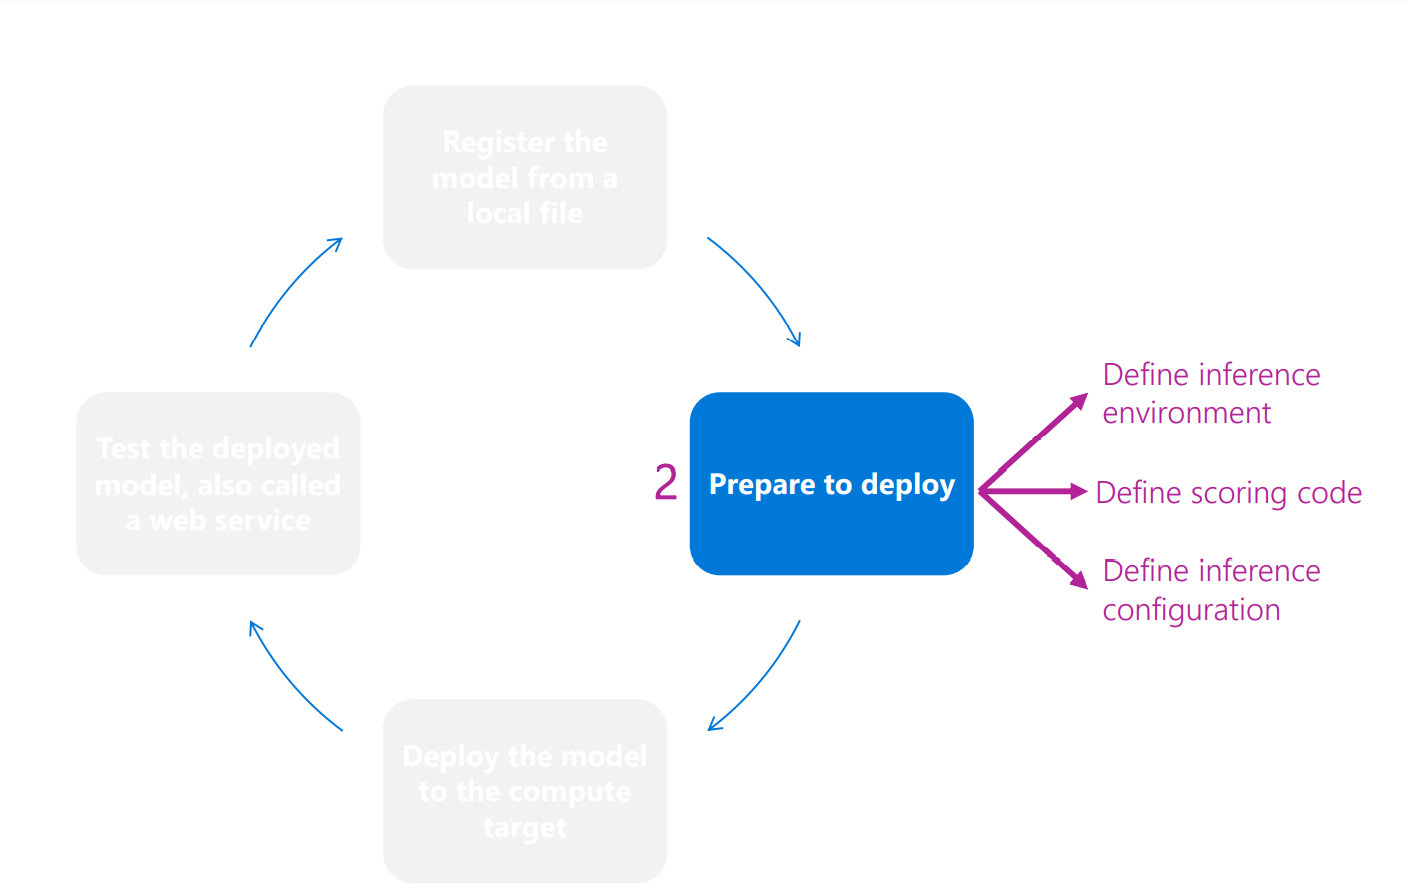 Register the
model from a
local file
Define inference
environment
Test the deployed
model, also called
a web service
2
Prepare to deploy
Define scoring code
Define inference
configuration
Deploy the model
to the compute
target